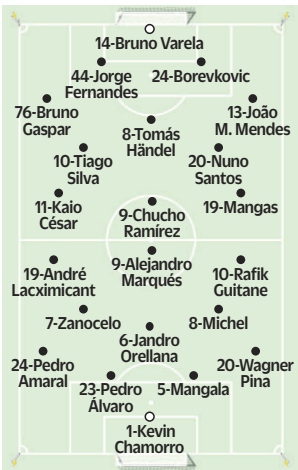 14-Bruno Varela
44-Jorge
Fernandes
24-Borevkovic
76-Bruno
Gaspar
13-João
M. Mendes
8-Tomás
Händel
10-Tiago
Silva
20-Nuno
Santos
11-Kaio
César
19-Mangas
9-Chucho
Ramírez
9-Alejandro
Marqués
19-André
Lacximicant
10-Rafik
Guitane
7-Zanocelo
8-Michel
6-Jandro
Orellana
24-Pedro
Amaral
20-Wagner
Pina
23-Pedro
Álvaro
5-Mangala
1-Kevin
Chamorro